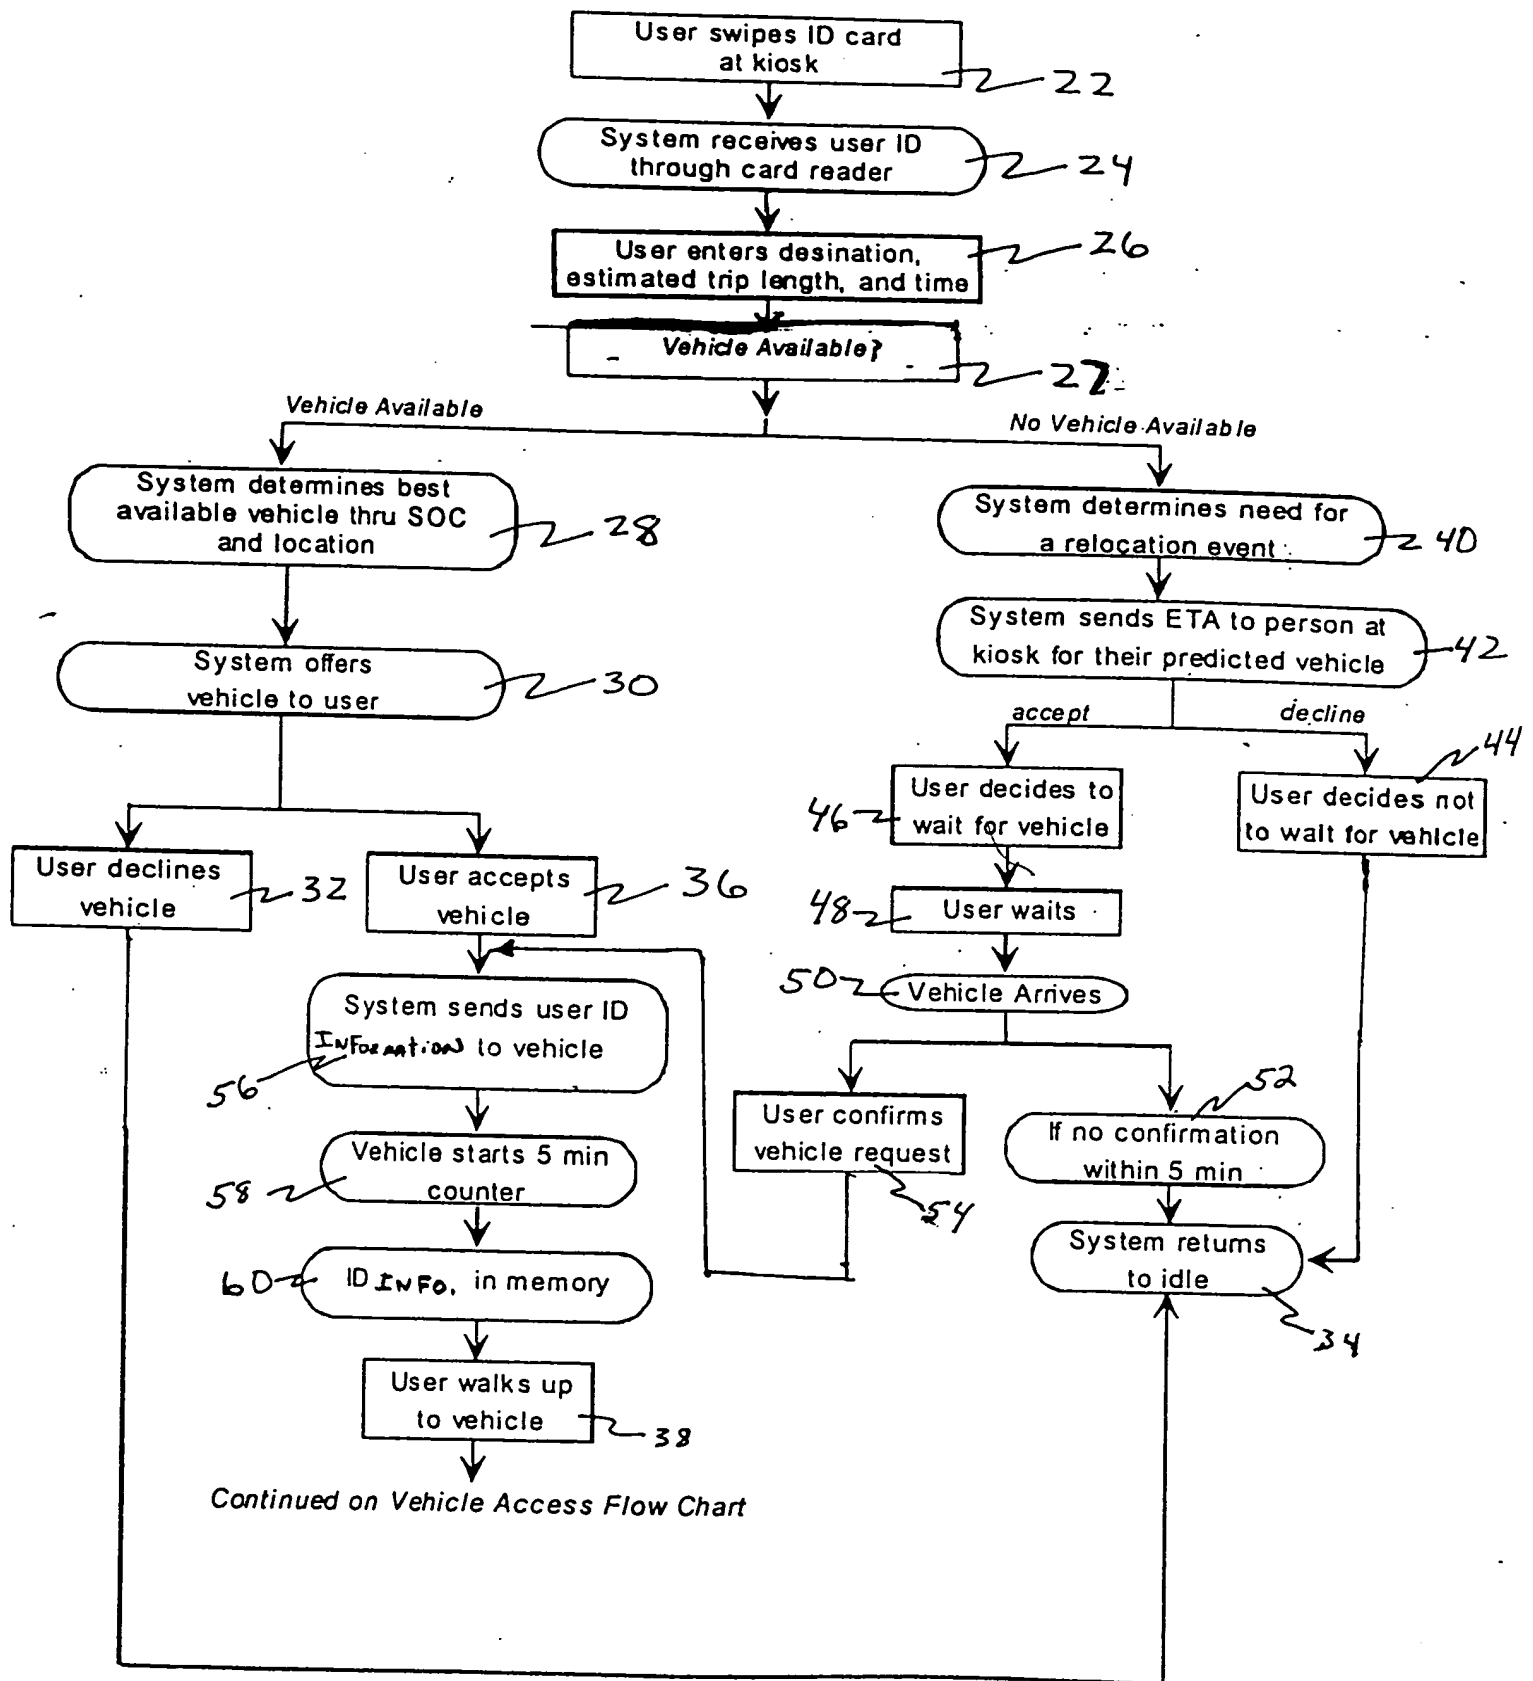 User swipes ID card
at kiosk
22
System receives user ID
through card reader
24
User enters desination,
estimated trip length, and time
26
Vehicle Available?
27
Vehicle Available
No Vehicle Available
System determines best
available vehicle thru SOC
and location
28
System determines need for
a relocation event
40
System offers
vehicle to user
30
System sends ETA to person at
kiosk for their predicted vehicle
42
accept
decline
User declines
vehicle
32
User accepts
vehicle
36
User decides to
wait for vehicle
46
User decides not
to wait for vehicle
44
User waits
48
Vehicle Arrives
50
System sends user ID
INFORMATION to vehicle
56
User confirms
vehicle request
54
If no confirmation
within 5 min
52
Vehicle starts 5 min
counter
58
System returns
to idle
34
ID INFO. in memory
60
User walks up
to vehicle
38
Continued on Vehicle Access Flow Chart